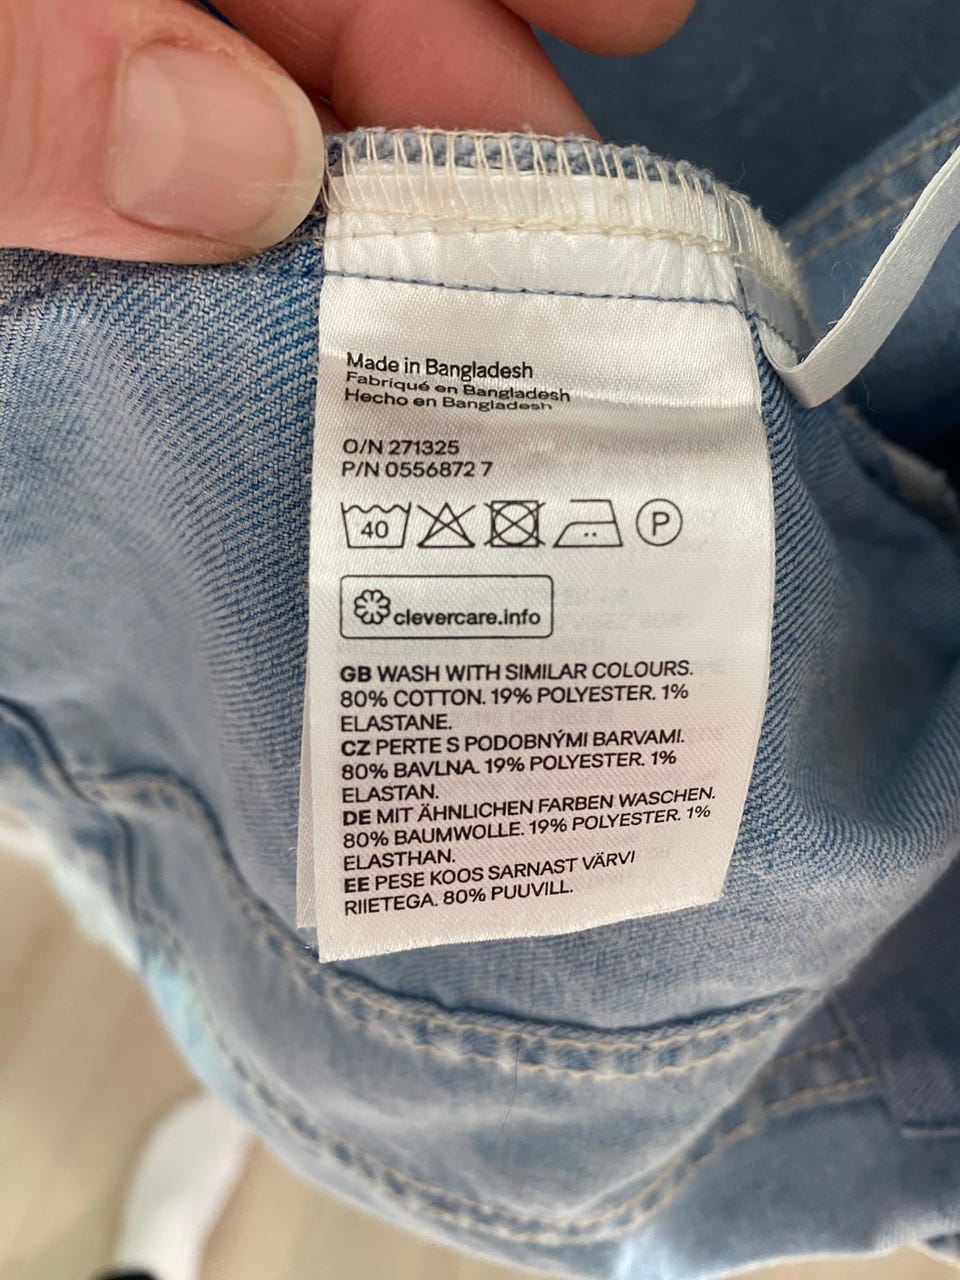 Made in Bangladesh
Fabriqué en Bangladesh
Hecho en Bangladesh
O/N 271325
P/N 0556872 7
40 P
clevercare.info
GB WASH WITH SIMILAR COLOURS.
80% COTTON. 19% POLYESTER. 1%
ELASTANE.
CZ PERTE S PODOBNÝMI BARVAMI.
80% BAVLNA. 19% POLYESTER. 1%
ELASTAN.
DE MIT ÄHNLICHEN FARBEN WASCHEN.
80% BAUMWOLLE. 19% POLYESTER. 1%
ELASTHAN.
EE PESE KOOS SARNAST VÄRVI
RIIETEGA. 80% PUUVILL.